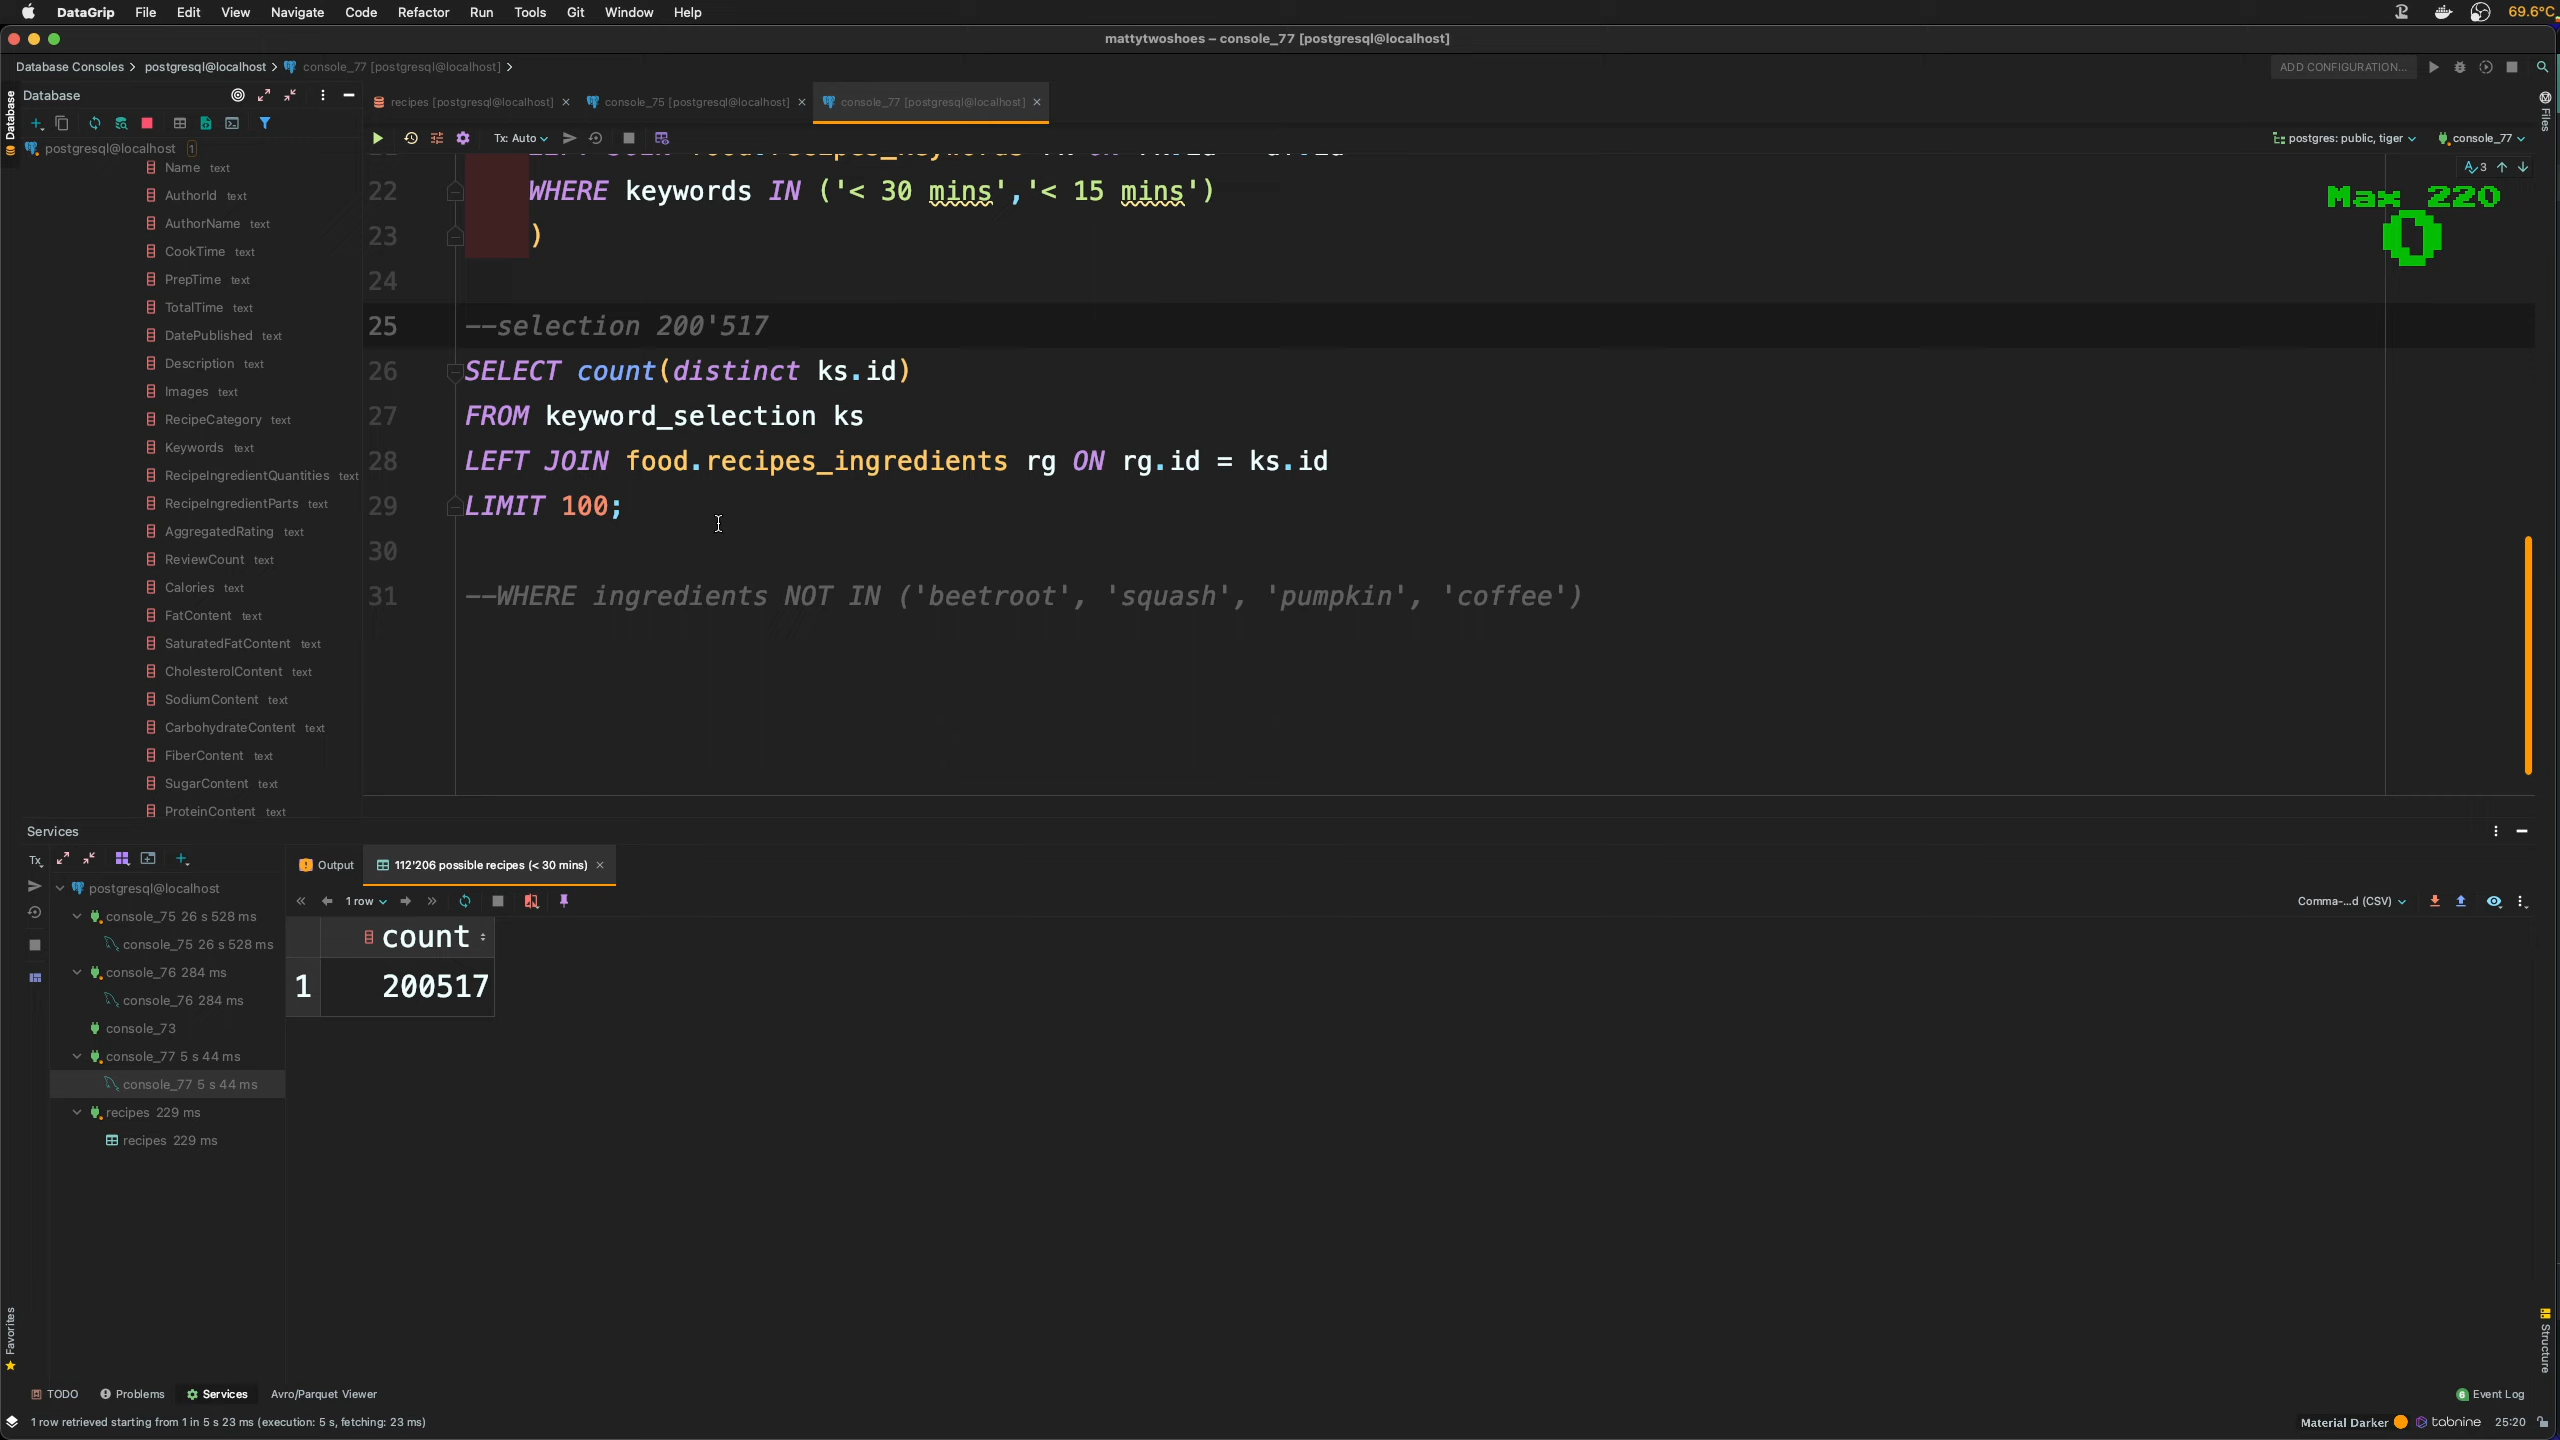 DataGrip File Edit View Navigate Code Refactor Run Tools Git Window Help 69.6°C
mattytwoshoes – console_77 [postgresql@localhost]
Database Consoles postgresql@localhost console_77 [postgresql@localhost]
ADD CONFIGURATION...
Database
Database
recipes [postgresql@localhost] console_75 [postgresql@localhost] console_77 [postgresql@localhost]
Files
Tx: Auto
postgres: public, tiger console_77
postgresql@localhost 1
Name text
AuthorId text
AuthorName text
CookTime text
PrepTime text
TotalTime text
DatePublished text
Description text
Images text
RecipeCategory text
Keywords text
RecipeIngredientQuantities text
RecipeIngredientParts text
AggregatedRating text
ReviewCount text
Calories text
FatContent text
SaturatedFatContent text
CholesterolContent text
SodiumContent text
CarbohydrateContent text
FiberContent text
SugarContent text
ProteinContent text
3
Max 220
0
22 WHERE keywords IN ('< 30 mins','< 15 mins')
23 )
24
25 --selection 200'517
26 SELECT count(distinct ks.id)
27 FROM keyword_selection ks
28 LEFT JOIN food.recipes_ingredients rg ON rg.id = ks.id
29 LIMIT 100;
30
31 --WHERE ingredients NOT IN ('beetroot', 'squash', 'pumpkin', 'coffee')
Services
Tx
Output 112'206 possible recipes (< 30 mins)
1 row
Comma-...d (CSV)
postgresql@localhost
console_75 26 s 528 ms
console_75 26 s 528 ms
console_76 284 ms
console_76 284 ms
console_73
console_77 5 s 44 ms
console_77 5 s 44 ms
recipes 229 ms
recipes 229 ms
count
1 200517
Favorites
Structure
TODO Problems Services Avro/Parquet Viewer
6 Event Log
1 row retrieved starting from 1 in 5 s 23 ms (execution: 5 s, fetching: 23 ms)
Material Darker tabnine 25:20